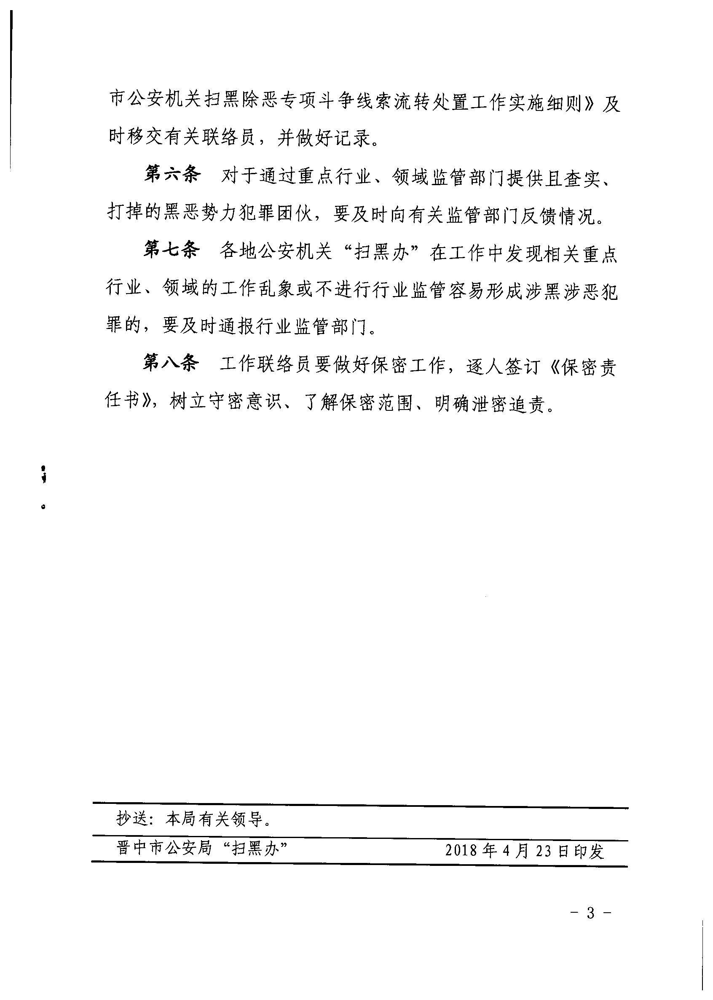 市公安机关扫黑除恶专项斗争线索流转处置工作实施细则》及
时移交有关联络员，并做好记录。
第六条 对于通过重点行业、领域监管部门提供且查实、
打掉的黑恶势力犯罪团伙，要及时向有关监管部门反馈情况。
第七条 各地公安机关“扫黑办”在工作中发现相关重点
行业、领域的工作乱象或不进行行业监管容易形成涉黑涉恶犯
罪的，要及时通报行业监管部门。
第八条 工作联络员要做好保密工作，逐人签订《保密责
任书》，树立守密意识、了解保密范围、明确泄密追责。
抄送：本局有关领导。
晋中市公安局“扫黑办” 2018年4月23日印发
- 3 -